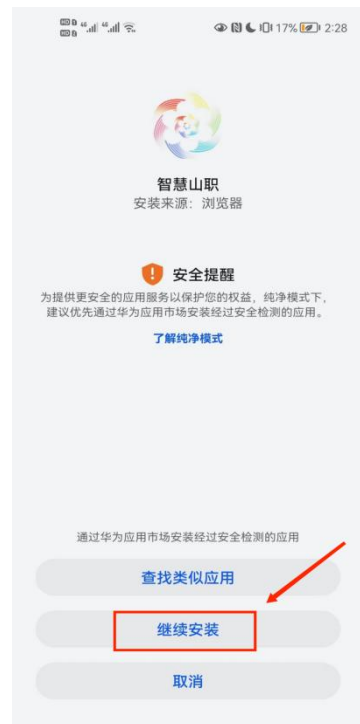 17% 2:28
智慧山职
安装来源：浏览器
安全提醒
为提供更安全的应用服务以保护您的权益，纯净模式下，
建议优先通过华为应用市场安装经过安全检测的应用。
了解纯净模式
通过华为应用市场安装经过安全检测的应用
查找类似应用
继续安装
取消